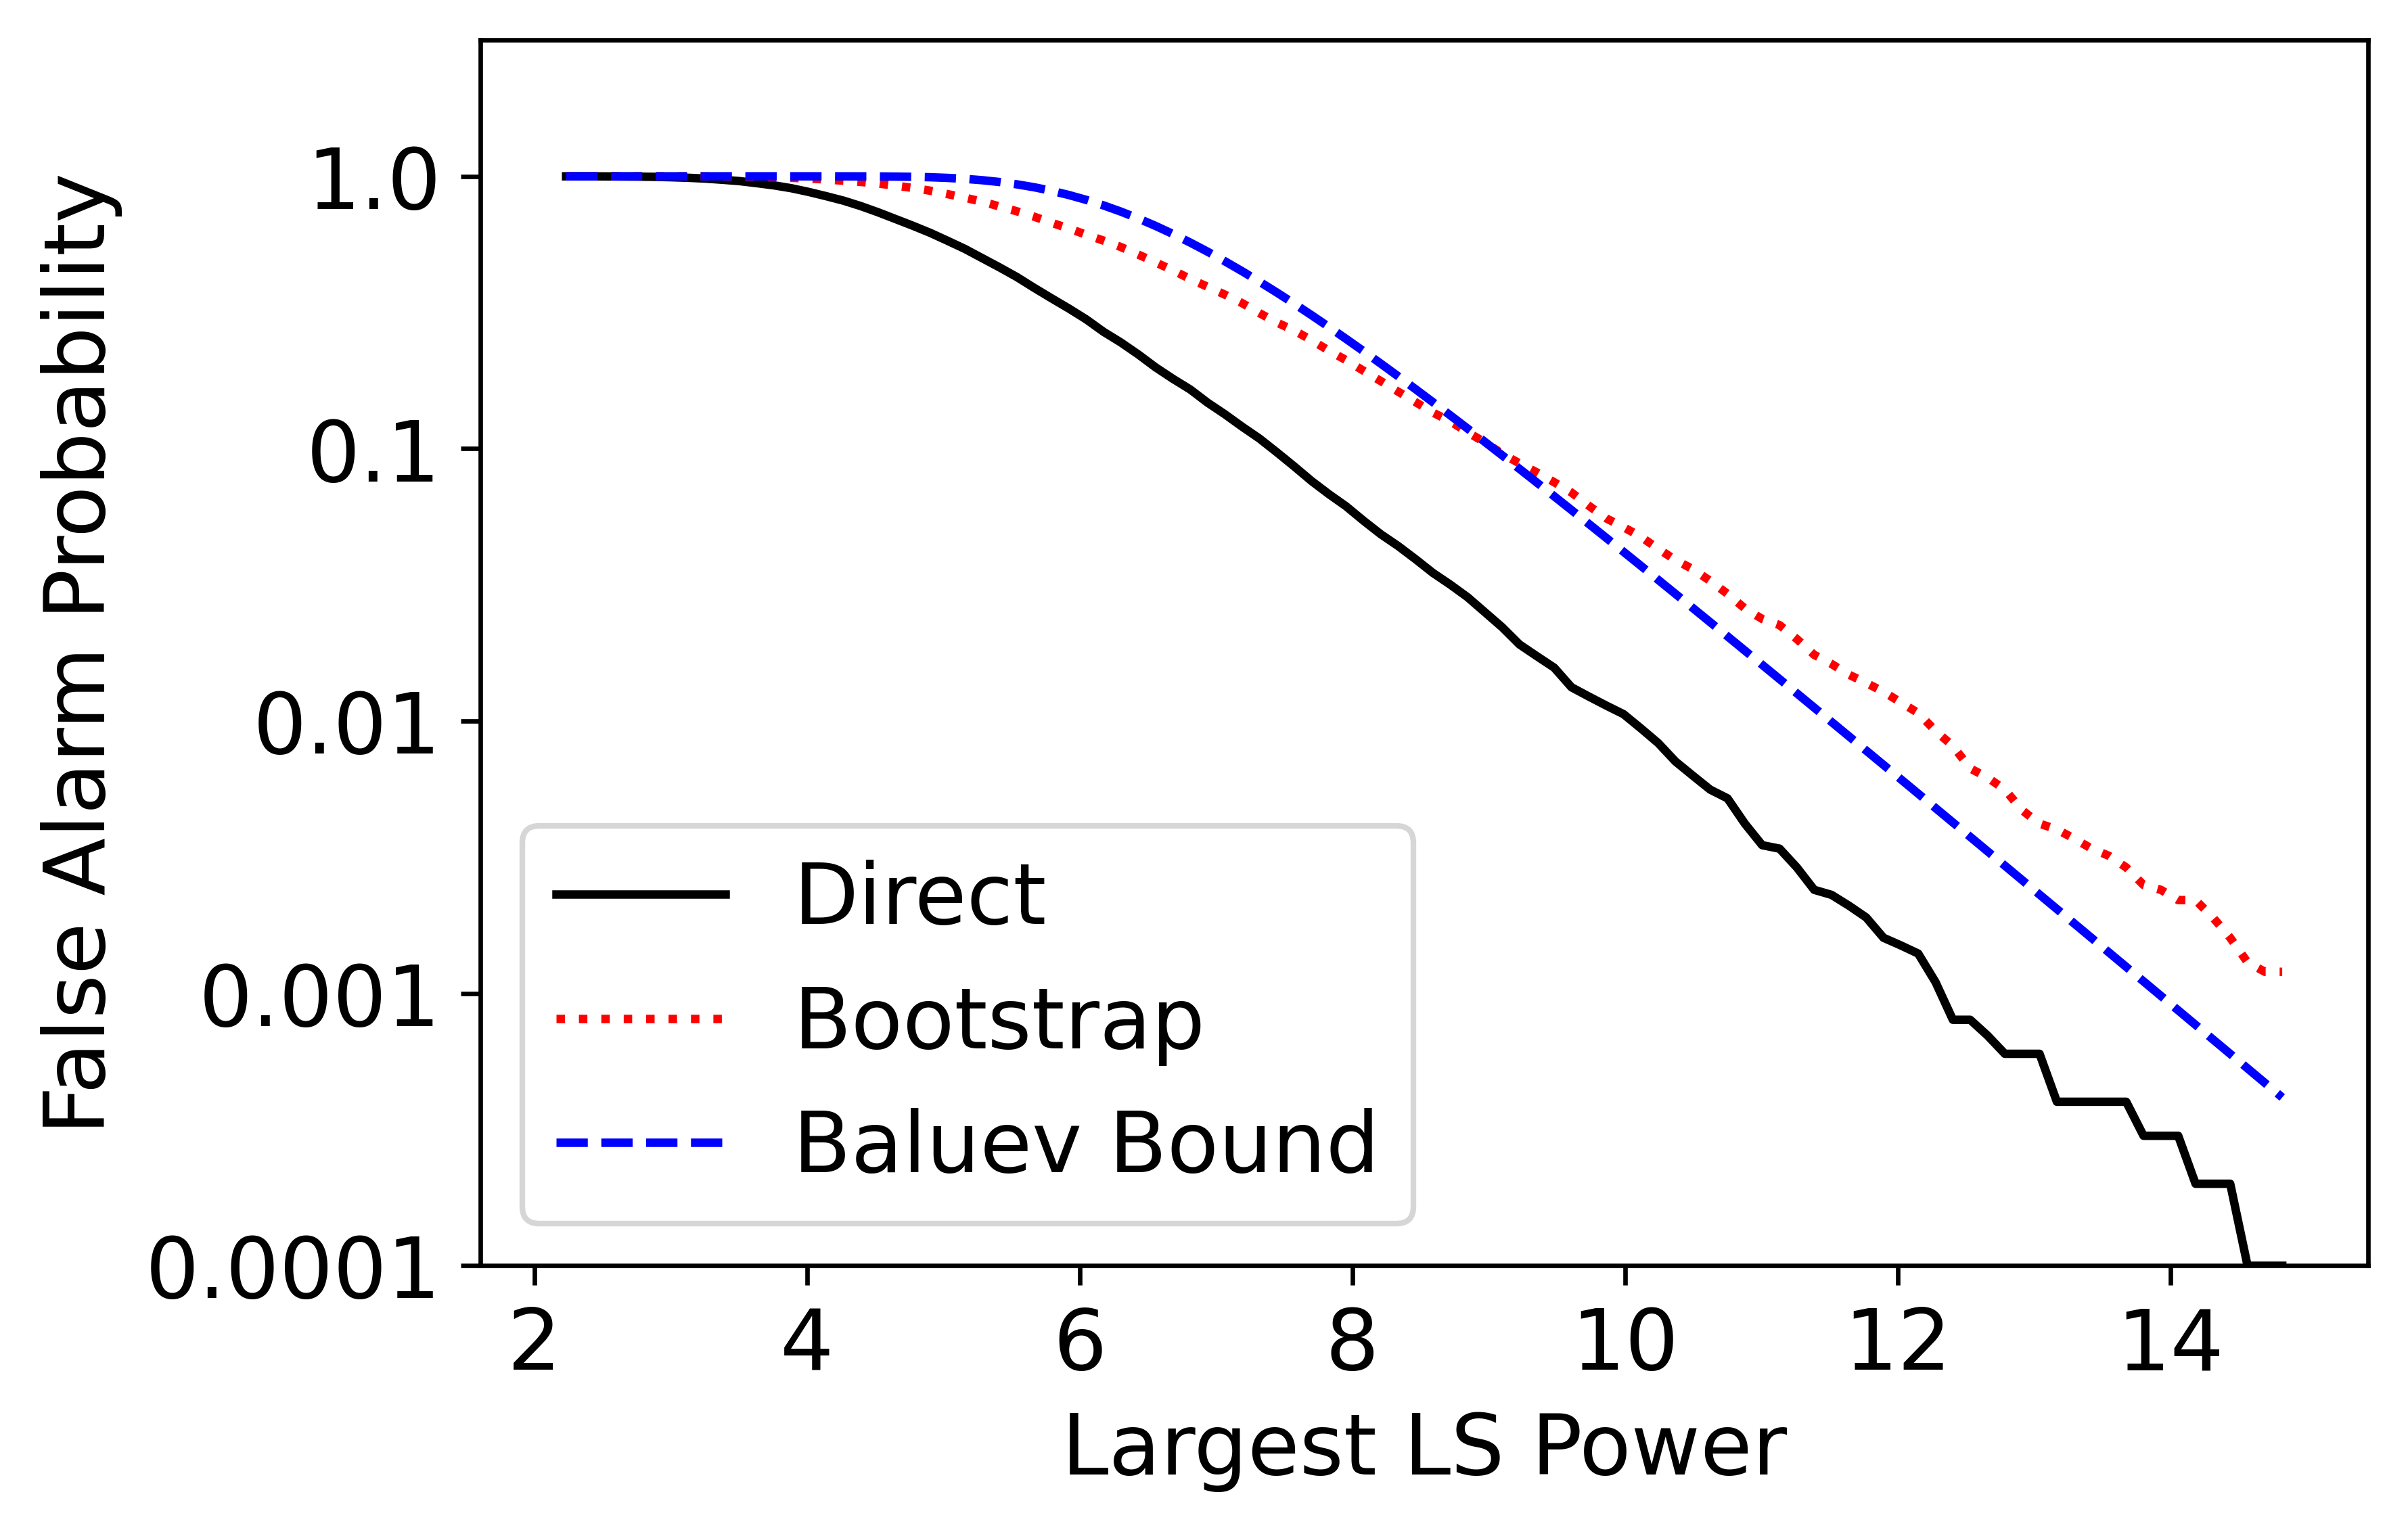 False Alarm Probability
1.0
0.1
0.01
0.001
0.0001
Direct
Bootstrap
Baluev Bound
2 4 6 8 10 12 14
Largest LS Power